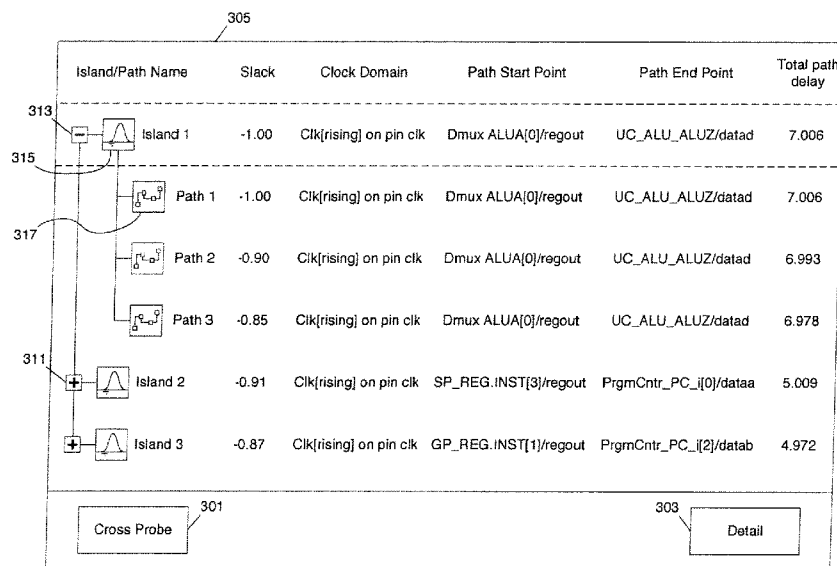 305
Island/Path Name Slack Clock Domain Path Start Point Path End Point Total path delay
313
Island 1 -1.00 Clk[rising] on pin clk Dmux ALUA[0]/regout UC_ALU_ALUZ/datad 7.006
315
Path 1 -1.00 Clk[rising] on pin clk Dmux ALUA[0]/regout UC_ALU_ALUZ/datad 7.006
317
Path 2 -0.90 Clk[rising] on pin clk Dmux ALUA[0]/regout UC_ALU_ALUZ/datad 6.993
Path 3 -0.85 Clk[rising] on pin clk Dmux ALUA[0]/regout UC_ALU_ALUZ/datad 6.978
311
Island 2 -0.91 Clk[rising] on pin clk SP_REG.INST[3]/regout PrgmCntr_PC_i[0]/dataa 5.009
Island 3 -0.87 Clk[rising] on pin clk GP_REG.INST[1]/regout PrgmCntr_PC_i[2]/datab 4.972
301
303
Cross Probe
Detail